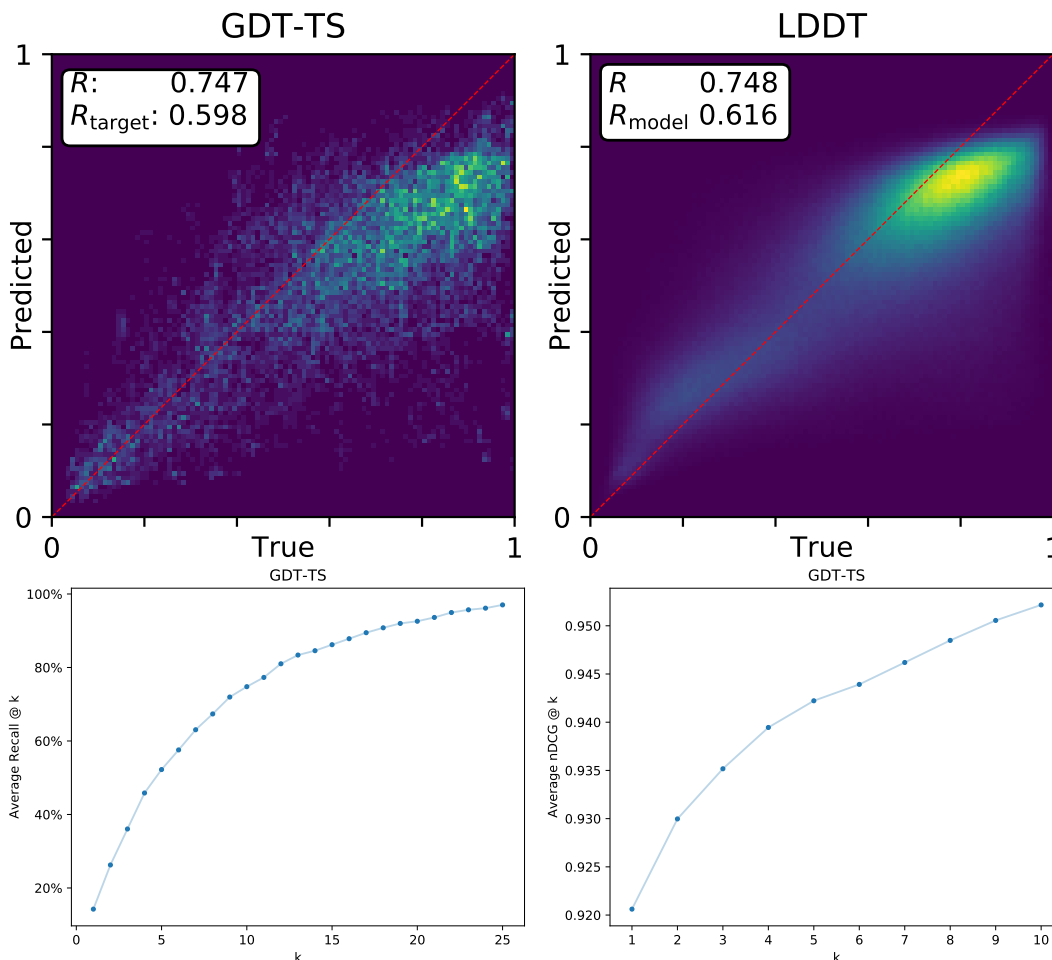 GDT-TS
1
R: 0.747
R_target: 0.598
Predicted
0
0
True
1
LDDT
1
R 0.748
R_model 0.616
Predicted
0
0
True
1
GDT-TS
100%
80%
60%
40%
20%
Average Recall @ k
0 5 10 15 20 25
k
GDT-TS
0.950
0.945
0.940
0.935
0.930
0.925
0.920
Average nDCG @ k
1 2 3 4 5 6 7 8 9 10
k